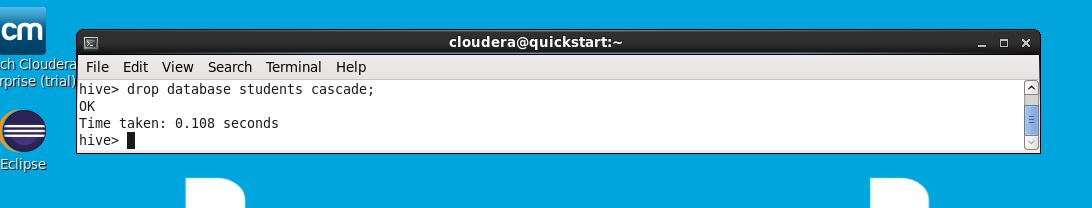 cm
ch Cloudera
rprise (trial)
Eclipse
cloudera@quickstart:~
File Edit View Search Terminal Help
hive> drop database students cascade;
OK
Time taken: 0.108 seconds
hive>